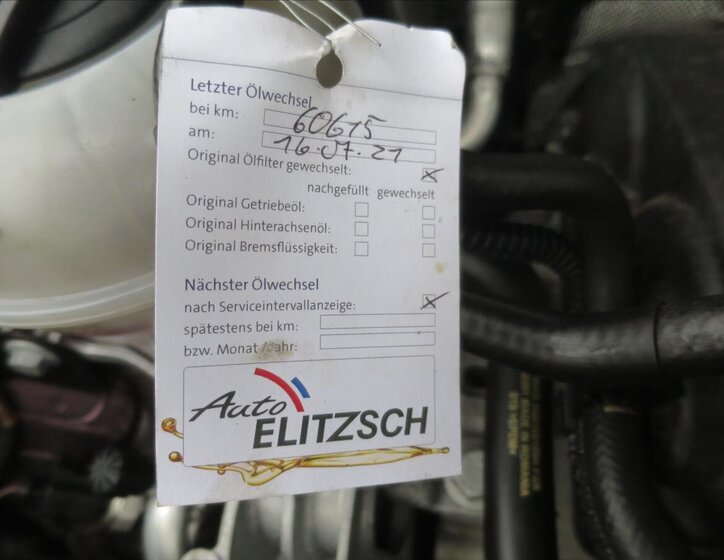 Letzter Ölwechsel
bei km: 60615
am: 16.07.21
Original Ölfilter gewechselt:
nachgefüllt gewechselt
Original Getriebeöl:
Original Hinterachsenöl:
Original Bremsflüssigkeit:
Nächster Ölwechsel
nach Serviceintervallanzeige:
spätestens bei km:
bzw. Monat/Jahr:
Auto
ELITZSCH